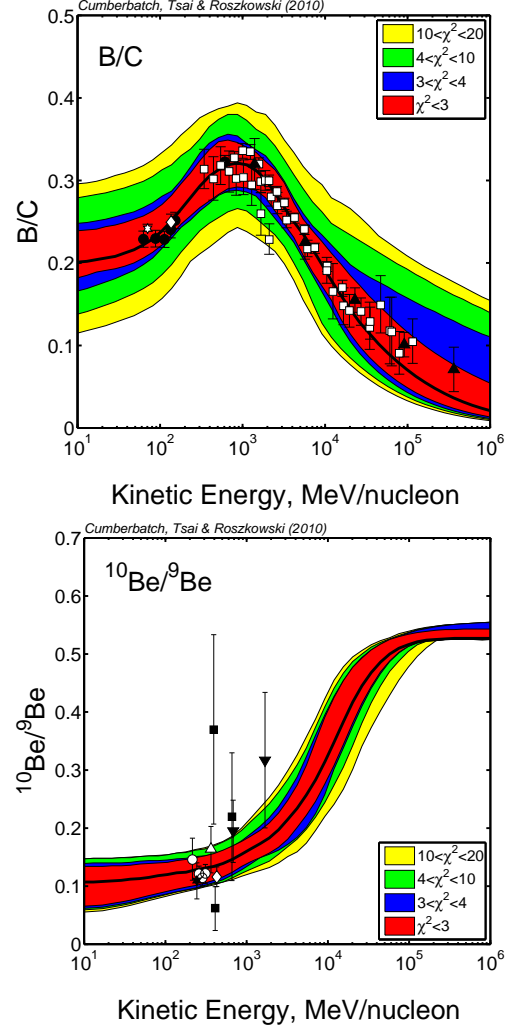 Cumberbatch, Tsai & Roszkowski (2010)
0.5
B/C
10<χ²<20
4<χ²<10
3<χ²<4
χ²<3
0.4
0.3
B/C
0.2
0.1
0
10¹ 10² 10³ 10⁴ 10⁵ 10⁶
Kinetic Energy, MeV/nucleon
Cumberbatch, Tsai & Roszkowski (2010)
0.7
¹⁰Be/⁹Be
0.6
0.5
0.4
¹⁰Be/⁹Be
0.3
0.2
10<χ²<20
4<χ²<10
3<χ²<4
χ²<3
0.1
0
10¹ 10² 10³ 10⁴ 10⁵ 10⁶
Kinetic Energy, MeV/nucleon